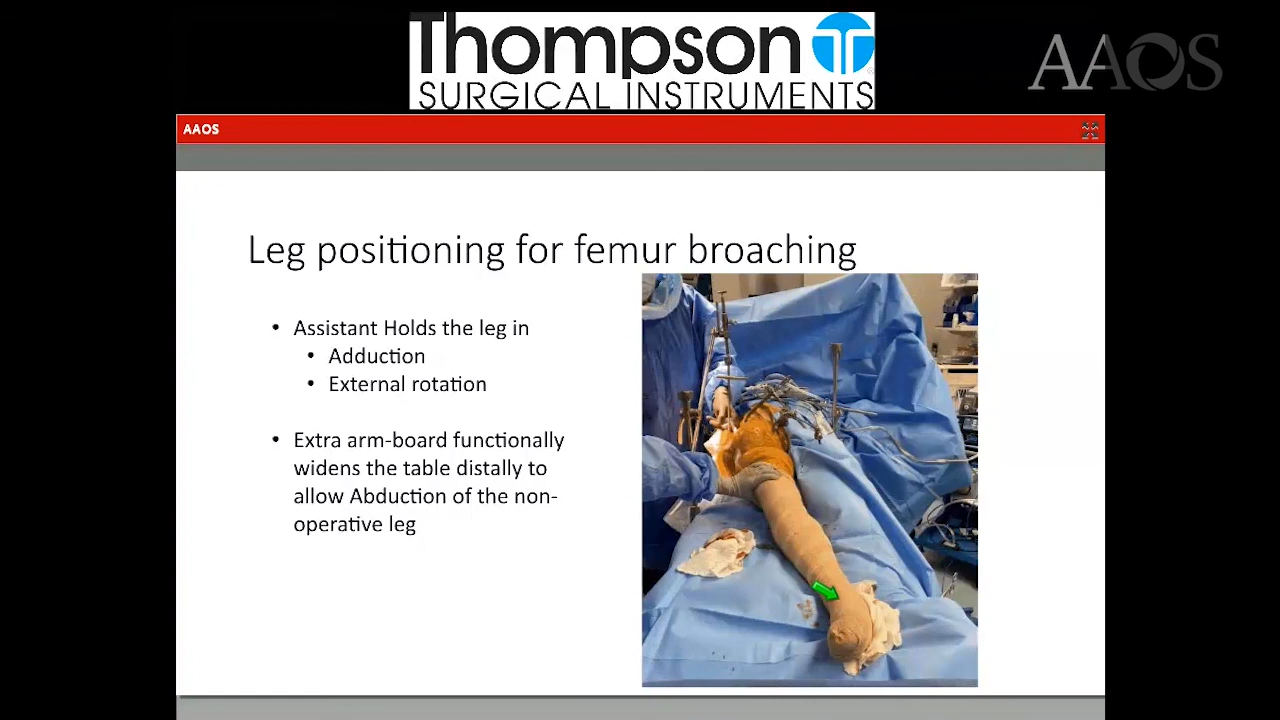 Thompson
SURGICAL INSTRUMENTS
AAOS
AAOS
Leg positioning for femur broaching
• Assistant Holds the leg in
• Adduction
• External rotation
• Extra arm-board functionally
widens the table distally to
allow Abduction of the non-
operative leg